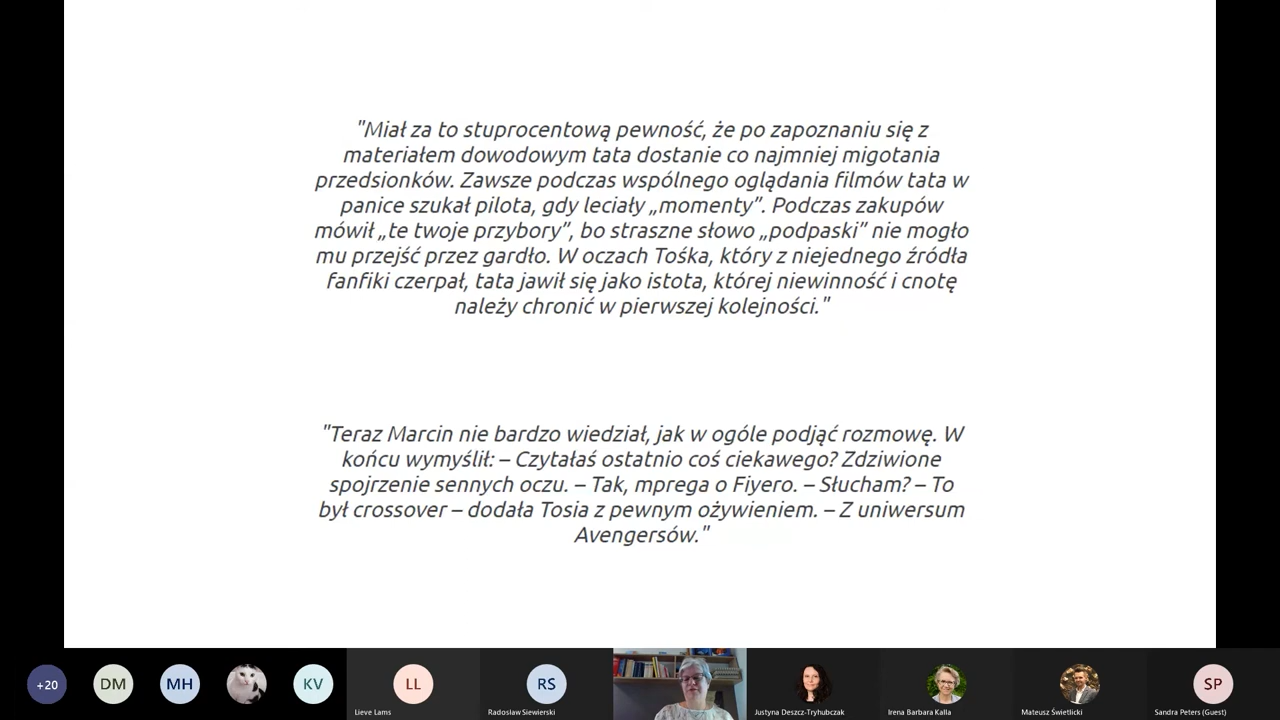 "Miał za to stuprocentową pewność, że po zapoznaniu się z
materiałem dowodowym tata dostanie co najmniej migotania
przedsionków. Zawsze podczas wspólnego oglądania filmów tata w
panice szukał pilota, gdy leciały „momenty”. Podczas zakupów
mówił „te twoje przybory”, bo straszne słowo „podpaski” nie mogło
mu przejść przez gardło. W oczach Tośka, który z niejednego źródła
fanfiki czerpał, tata jawił się jako istota, której niewinność i cnotę
należy chronić w pierwszej kolejności."
"Teraz Marcin nie bardzo wiedział, jak w ogóle podjąć rozmowę. W
końcu wymyślił: – Czytałaś ostatnio coś ciekawego? Zdziwione
spojrzenie sennych oczu. – Tak, mprega o Fiyero. – Słucham? – To
był crossover – dodała Tosia z pewnym ożywieniem. – Z uniwersum
Avengersów."
+20
DM
MH
KV
LL
RS
SP
Lieve Lams
Radosław Siewierski
Justyna Deszcz-Tryhubczak
Irena Barbara Kalla
Mateusz Świetlicki
Sandra Peters (Guest)